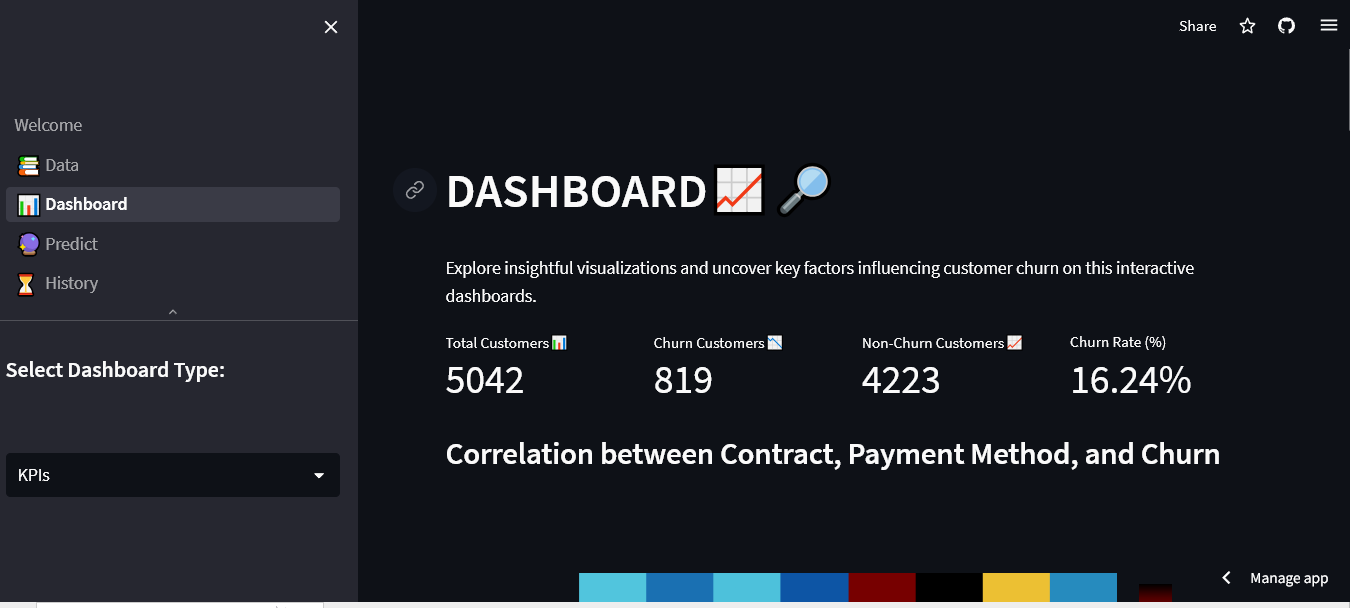 Share
Welcome
Data
Dashboard
Predict
History
Select Dashboard Type:
KPIs
DASHBOARD
Explore insightful visualizations and uncover key factors influencing customer churn on this interactive
dashboards.
Total Customers
5042
Churn Customers
819
Non-Churn Customers
4223
Churn Rate (%)
16.24%
Correlation between Contract, Payment Method, and Churn
Manage app